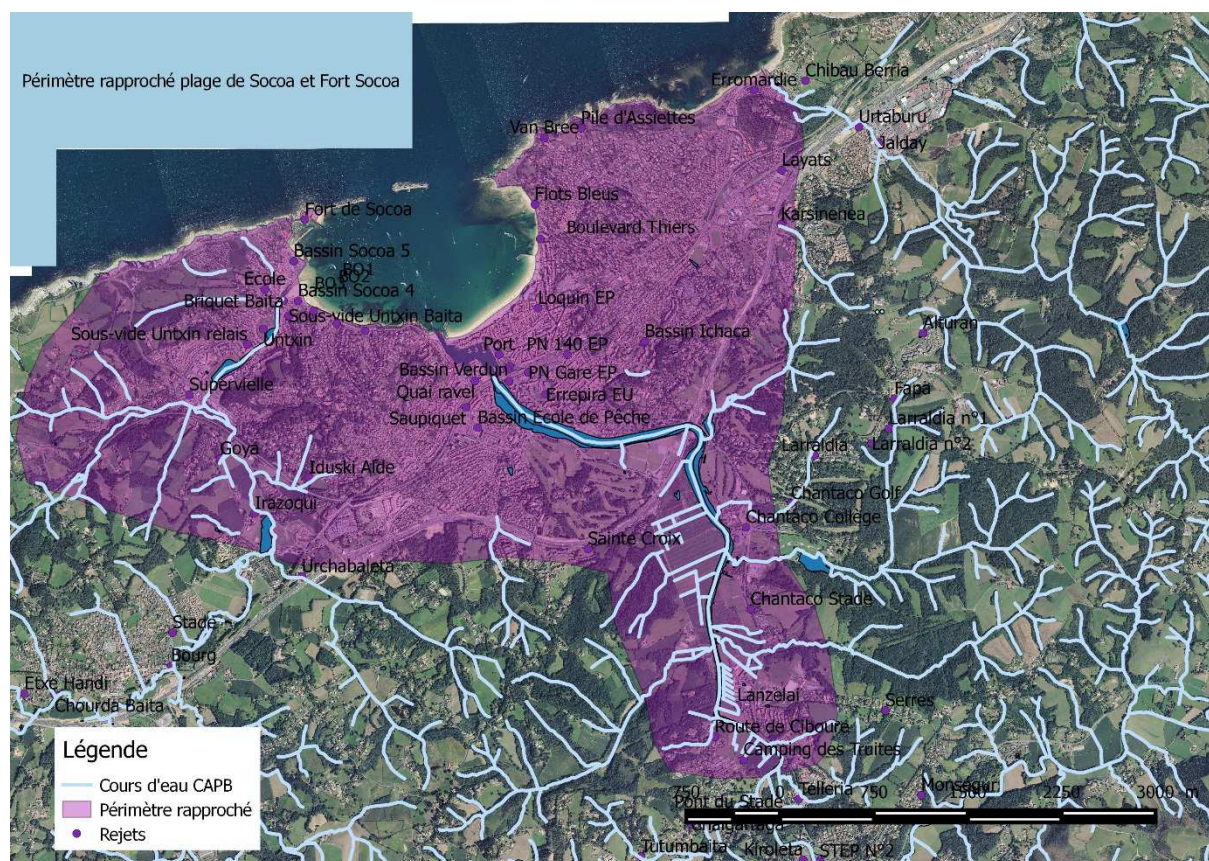 Périmètre rapproché plage de Socoa et Fort Socoa
Erromardie
Chibau Berria
Pile d'Assiettes
Van Bree
Urtaburu
Jalday
Layats
Flots Bleus
Karsinenea
Fort de Socoa
Boulevard Thiers
Bassin Socoa 5
BO1
BO2
Ecole
Briquet Baita
Bassin Socoa 4
Loquin EP
Sous-vide Untxin Baita
Sous-vide Untxin relais
Untxin
Bassin Ichaca
Alturan
Port
PN 140 EP
Bassin Verdun
PN Gare EP
Supervielle
Quai ravel
Errepira EU
Fapa
Saupiquet
Bassin Ecole de Pêche
Larraldia n°1
Larraldia n°2
Goya
Larraldia
Iduski Alde
Irazoqui
Chantaco Golf
Chantaco Collège
Sainte Croix
Urchabaleta
Chantaco Stade
Stade
Bourg
Etxe Handi
Chourda Baita
Lanzelai
Serres
Route de Ciboure
Camping des Truites
Légende
Cours d'eau CAPB
Périmètre rapproché
Rejets
750 0 750 1500 2250 3000 m
Telleria
Pont du Stade
Tutumbaita
Kiroleta
STEP N°2